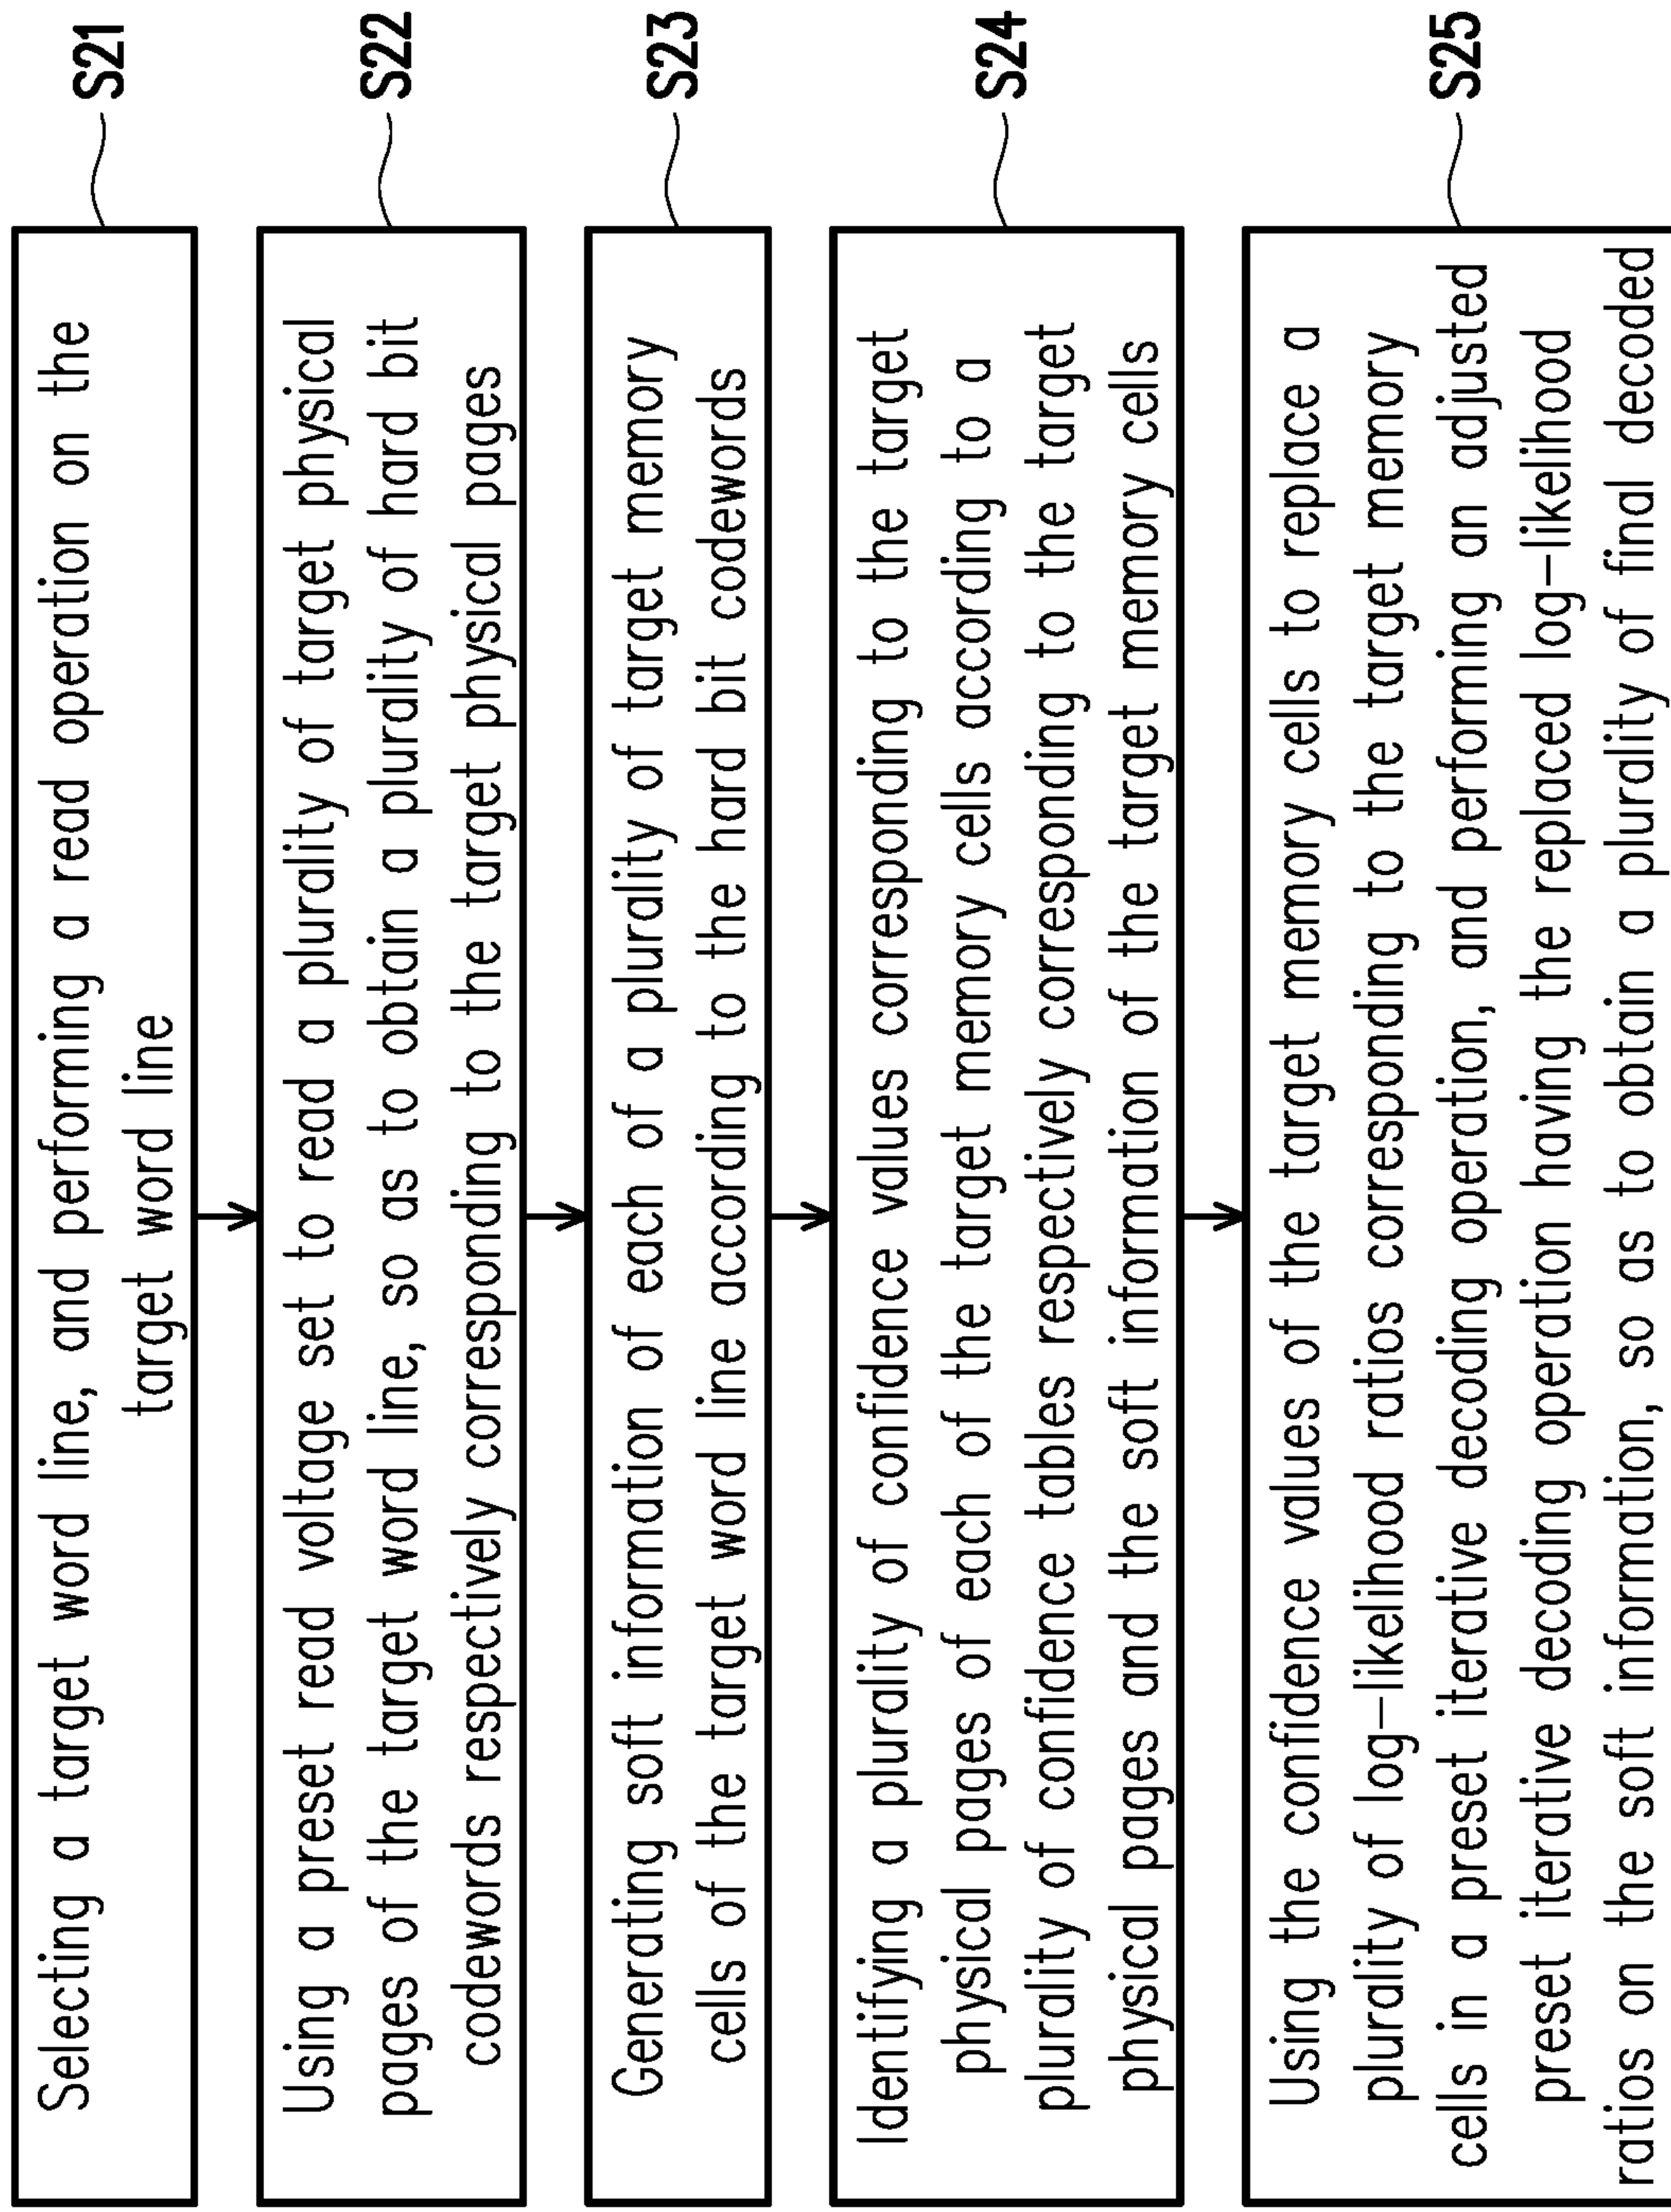 Selecting a target word line, and performing a read operation on the
target word line
S21
Using a preset read voltage set to read a plurality of target physical
pages of the target word line, so as to obtain a plurality of hard bit
codewords respectively corresponding to the target physical pages
S22
Generating soft information of each of a plurality of target memory
cells of the target word line according to the hard bit codewords
S23
Identifying a plurality of confidence values corresponding to the target
physical pages of each of the target memory cells according to a
plurality of confidence tables respectively corresponding to the target
physical pages and the soft information of the target memory cells
S24
Using the confidence values of the target memory cells to replace a
plurality of log-likelihood ratios corresponding to the target memory
cells in a preset iterative decoding operation, and performing an adjusted
preset iterative decoding operation having the replaced log-likelihood
ratios on the soft information, so as to obtain a plurality of final decoded
S25